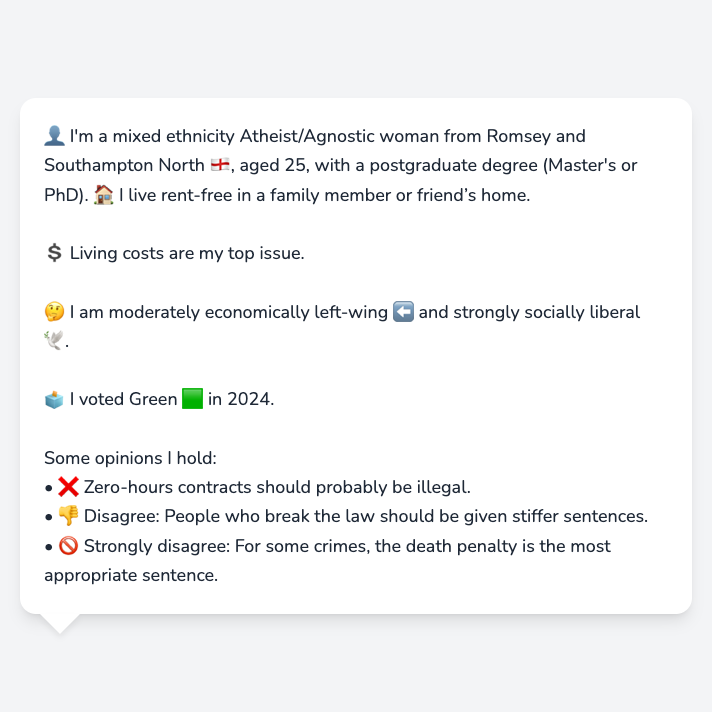 👤 I'm a mixed ethnicity Atheist/Agnostic woman from Romsey and
Southampton North 🏴󠁧󠁢󠁥󠁮󠁧󠁿, aged 25, with a postgraduate degree (Master's or
PhD). 🏠 I live rent-free in a family member or friend’s home.
💲 Living costs are my top issue.
🤔 I am moderately economically left-wing ⬅️ and strongly socially liberal
🕊️.
🗳️ I voted Green 🟩 in 2024.
Some opinions I hold:
• ❌ Zero-hours contracts should probably be illegal.
• 👎 Disagree: People who break the law should be given stiffer sentences.
• 🚫 Strongly disagree: For some crimes, the death penalty is the most
appropriate sentence.